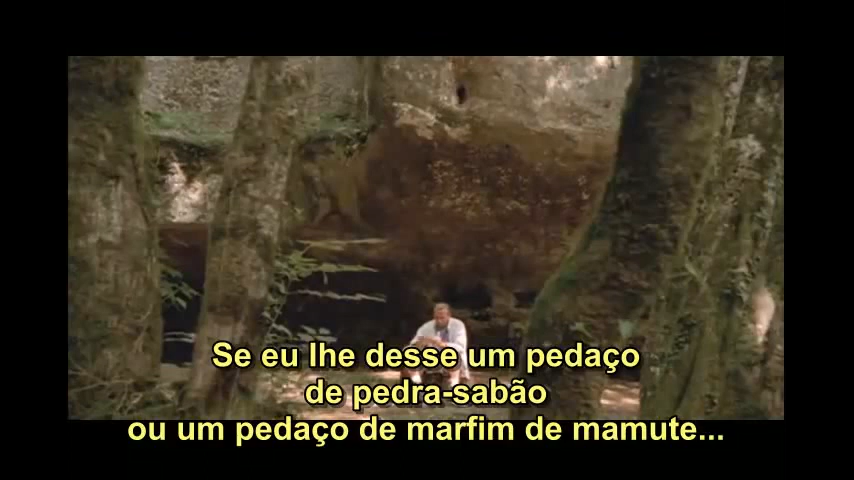 Se eu lhe desse um pedaço
de pedra-sabão
ou um pedaço de marfim de mamute...